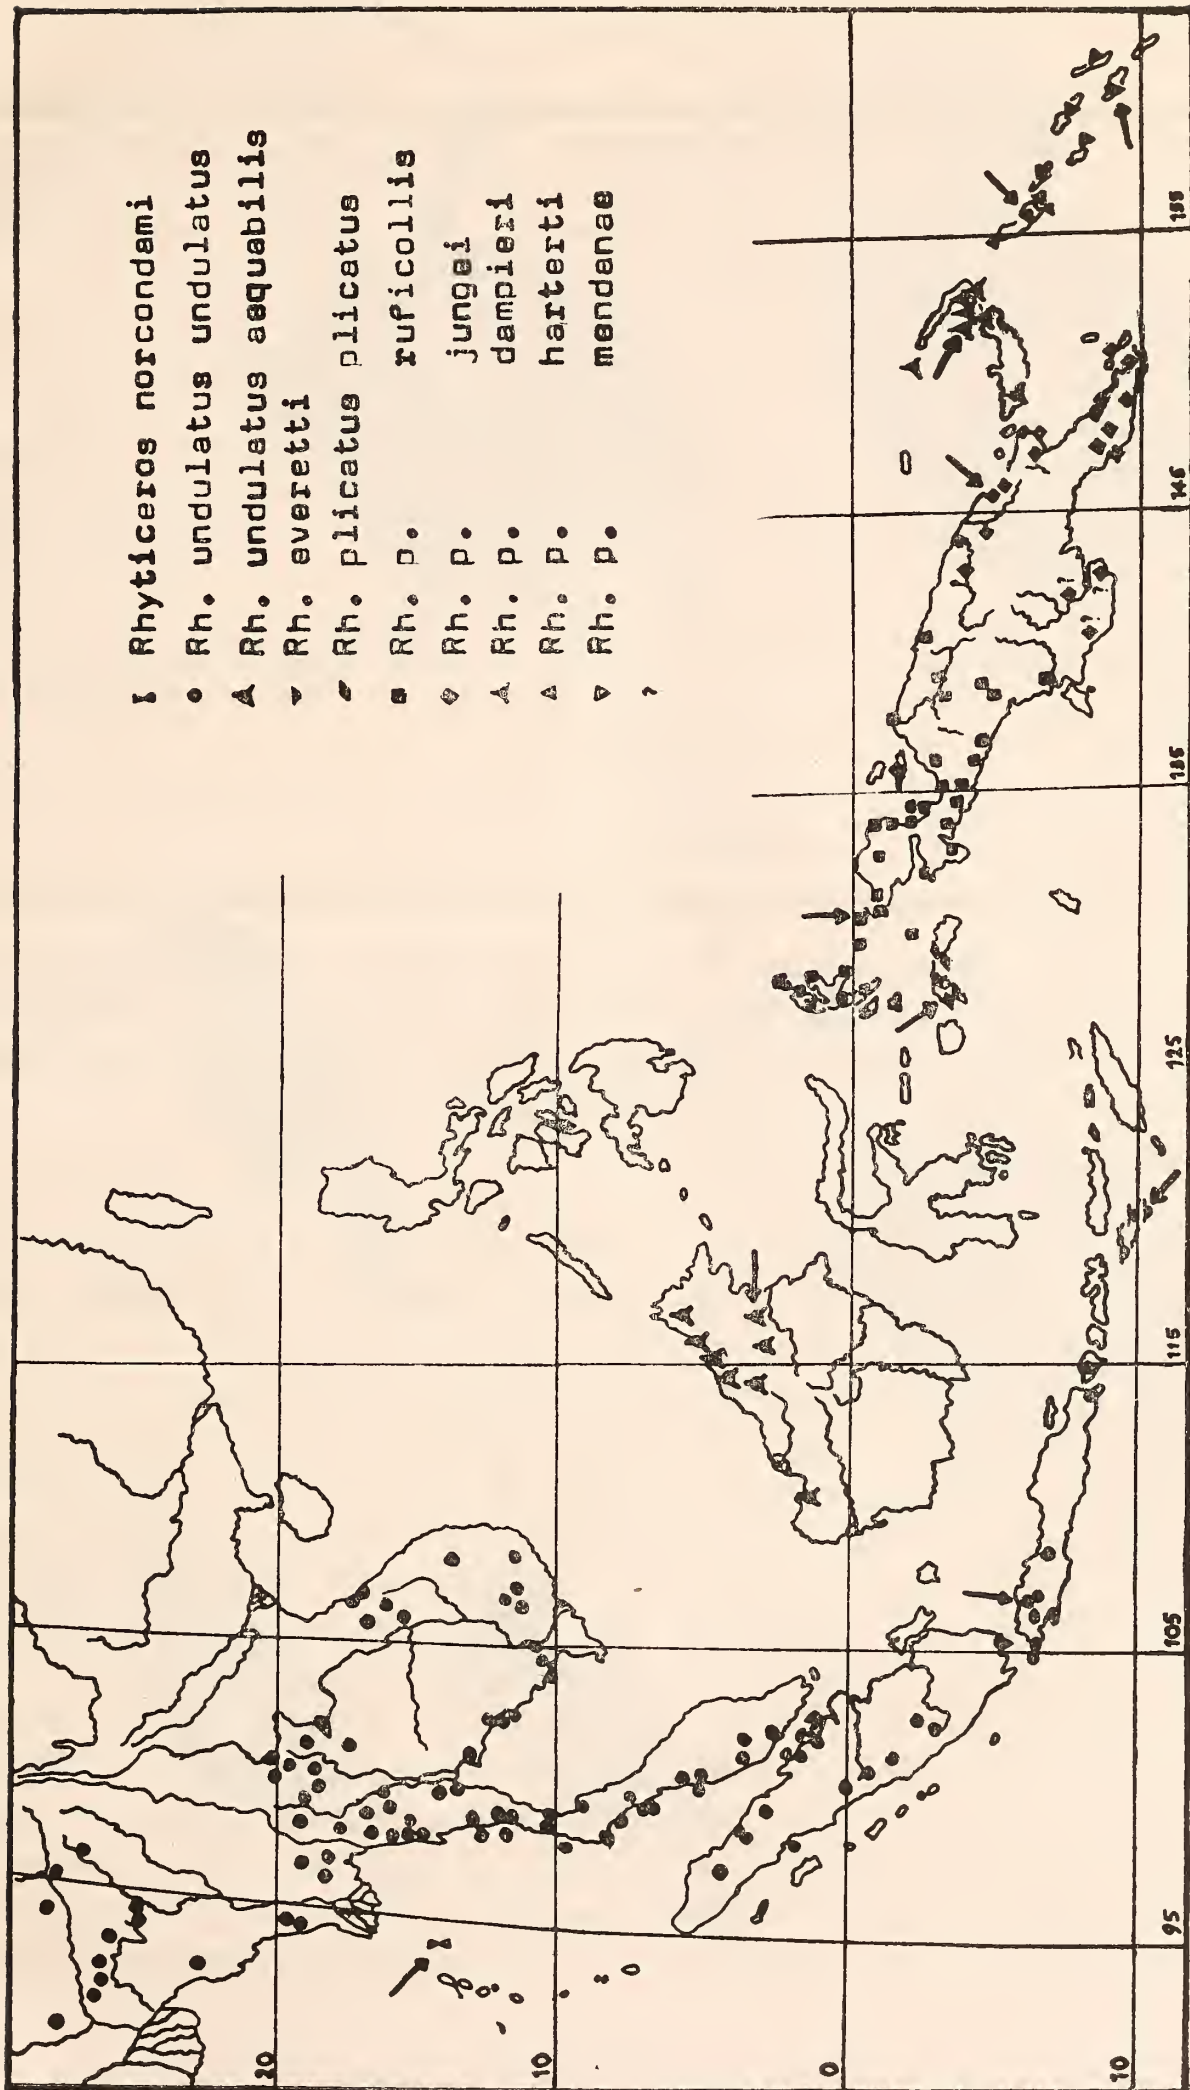 Rhyticeros norcondami
Rh. undulatus undulatus
Rh. undulatus aequabilis
Rh. everetti
Rh. plicatus plicatus
Rh. p. ruficollis
Rh. p. jungei
Rh. p. dampieri
Rh. p. harterti
Rh. p. mendanae
?
20
10
0
10
95
105
115
125
135
145
155
?
?
?